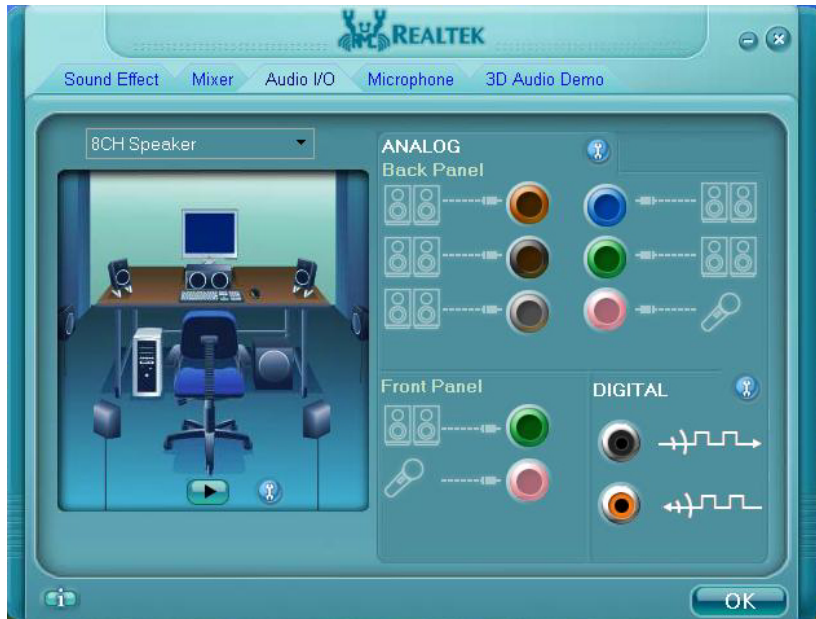 REALTEK
Sound Effect Mixer Audio I/O Microphone 3D Audio Demo
8CH Speaker
ANALOG
Back Panel
Front Panel
DIGITAL
OK